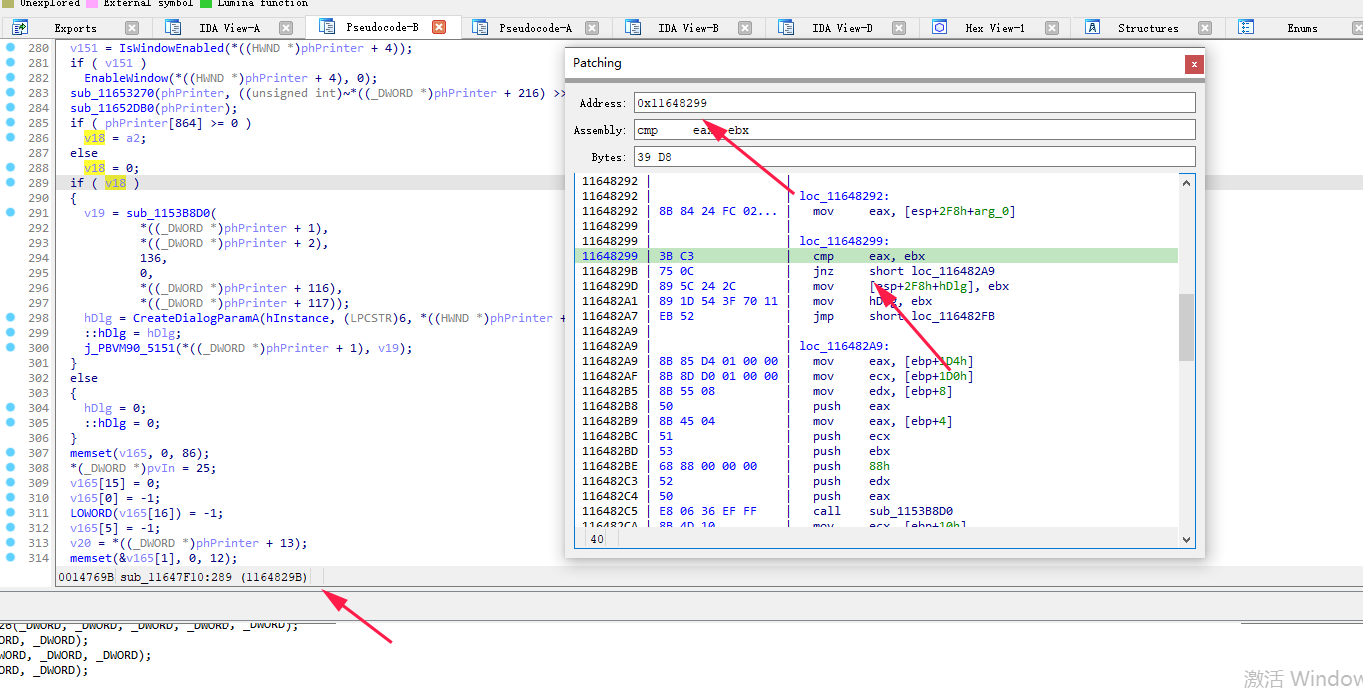 Unexplored External symbol Lumina function
Exports IDA View-A Pseudocode-B Pseudocode-A IDA View-B IDA View-D Hex View-1 Structures Enums
280 v151 = IsWindowEnabled(*((HWND *)phPrinter + 4));
281 if ( v151 )
282 EnableWindow(*((HWND *)phPrinter + 4), 0);
283 sub_11653270(phPrinter, ((unsigned int)~*((_DWORD *)phPrinter + 216) >>
284 sub_11652DB0(phPrinter);
285 if ( phPrinter[864] >= 0 )
286 v18 = a2;
287 else
288 v18 = 0;
289 if ( v18 )
290 {
291 v19 = sub_1153B8D0(
292 *((_DWORD *)phPrinter + 1),
293 *((_DWORD *)phPrinter + 2),
294 136,
295 0,
296 *((_DWORD *)phPrinter + 116),
297 *((_DWORD *)phPrinter + 117));
298 hDlg = CreateDialogParamA(hInstance, (LPCSTR)6, *((HWND *)phPrinter +
299 ::hDlg = hDlg;
300 j_PBVM90_5151(*((_DWORD *)phPrinter + 1), v19);
301 }
302 else
303 {
304 hDlg = 0;
305 ::hDlg = 0;
306 }
307 memset(v165, 0, 86);
308 *(_DWORD *)pvIn = 25;
309 v165[15] = 0;
310 v165[0] = -1;
311 LOWORD(v165[16]) = -1;
312 v165[5] = -1;
313 v20 = *((_DWORD *)phPrinter + 13);
314 memset(&v165[1], 0, 12);
0014769B sub_11647F10:289 (1164829B)
Patching
x
Address: 0x11648299
Assembly: cmp eax, ebx
Bytes: 39 D8
11648292 |
11648292 | | loc_11648292:
11648292 | 8B 84 24 FC 02... | mov eax, [esp+2F8h+arg_0]
11648299 | |
11648299 | | loc_11648299:
11648299 | 3B C3 | cmp eax, ebx
1164829B | 75 0C | jnz short loc_116482A9
1164829D | 89 5C 24 2C | mov [esp+2F8h+hDlg], ebx
116482A1 | 89 1D 54 3F 70 11 | mov hDlg, ebx
116482A7 | EB 52 | jmp short loc_116482FB
116482A9 | |
116482A9 | | loc_116482A9:
116482A9 | 8B 85 D4 01 00 00 | mov eax, [ebp+1D4h]
116482AF | 8B 8D D0 01 00 00 | mov ecx, [ebp+1D0h]
116482B5 | 8B 55 08 | mov edx, [ebp+8]
116482B8 | 50 | push eax
116482B9 | 8B 45 04 | mov eax, [ebp+4]
116482BC | 51 | push ecx
116482BD | 53 | push ebx
116482BE | 68 88 00 00 00 | push 88h
116482C3 | 52 | push edx
116482C4 | 50 | push eax
116482C5 | E8 06 36 EF FF | call sub_1153B8D0
116482CA | 8B 4D 10 | mov ecx, [ebp+10h]
40
26(_DWORD, _DWORD, _DWORD, _DWORD, _DWORD);
ORD, _DWORD);
WORD, _DWORD, _DWORD);
ORD, _DWORD);
激活 Window